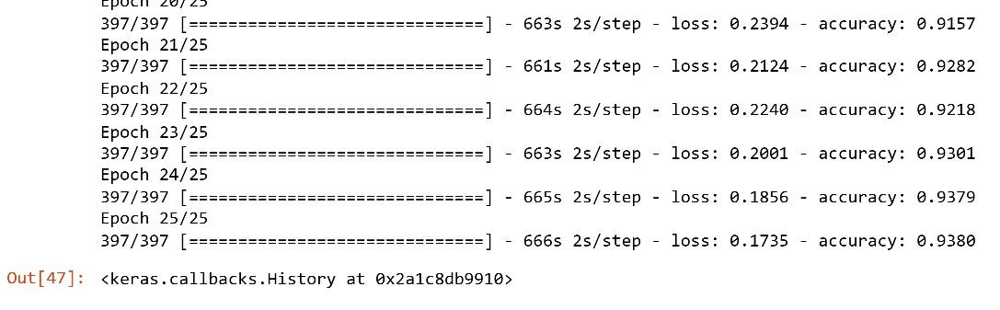 Epoch 20/25
397/397 [==============================] - 663s 2s/step - loss: 0.2394 - accuracy: 0.9157
Epoch 21/25
397/397 [==============================] - 661s 2s/step - loss: 0.2124 - accuracy: 0.9282
Epoch 22/25
397/397 [==============================] - 664s 2s/step - loss: 0.2240 - accuracy: 0.9218
Epoch 23/25
397/397 [==============================] - 663s 2s/step - loss: 0.2001 - accuracy: 0.9301
Epoch 24/25
397/397 [==============================] - 665s 2s/step - loss: 0.1856 - accuracy: 0.9379
Epoch 25/25
397/397 [==============================] - 666s 2s/step - loss: 0.1735 - accuracy: 0.9380
Out[47]: <keras.callbacks.History at 0x2a1c8db9910>